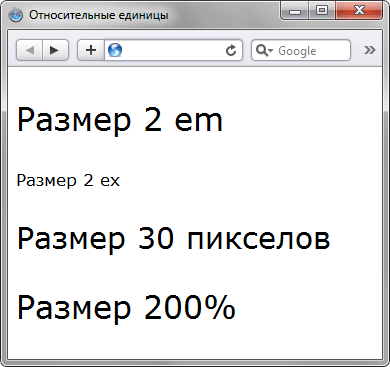 Относительные единицы
Google
Размер 2 em
Размер 2 ex
Размер 30 пикселов
Размер 200%